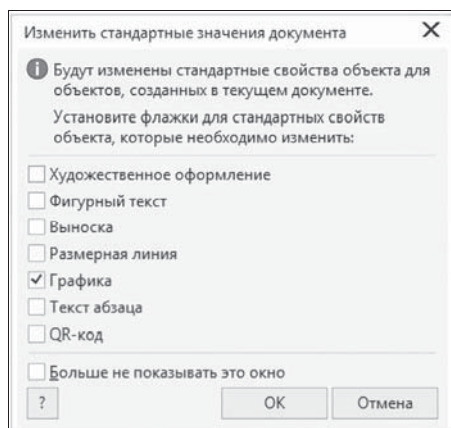 Изменить стандартные значения документа
Будут изменены стандартные свойства объекта для
объектов, созданных в текущем документе.
Установите флажки для стандартных свойств
объекта, которые необходимо изменить:
Художественное оформление
Фигурный текст
Выноска
Размерная линия
Графика
Текст абзаца
QR-код
Больше не показывать это окно
? ОК Отмена